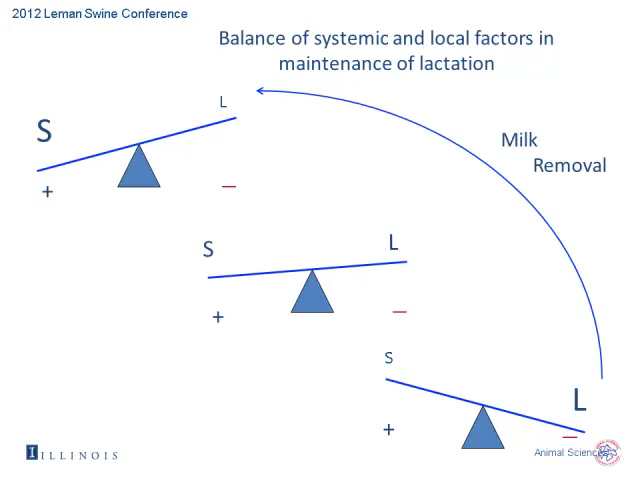 2012 Leman Swine Conference
Balance of systemic and local factors in
maintenance of lactation
L
S
Milk
Removal
+
–
S
L
+
–
S
L
+
–
I ILLINOIS
Animal Sciences